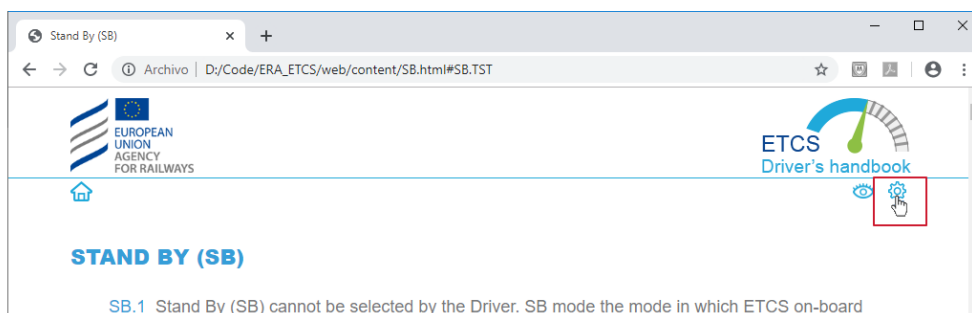 Stand By (SB)
Archivo | D:/Code/ERA_ETCS/web/content/SB.html#SB.TST
EUROPEAN
UNION
AGENCY
FOR RAILWAYS
ETCS
Driver's handbook
STAND BY (SB)
SB.1 Stand By (SB) cannot be selected by the Driver. SB mode the mode in which ETCS on-board